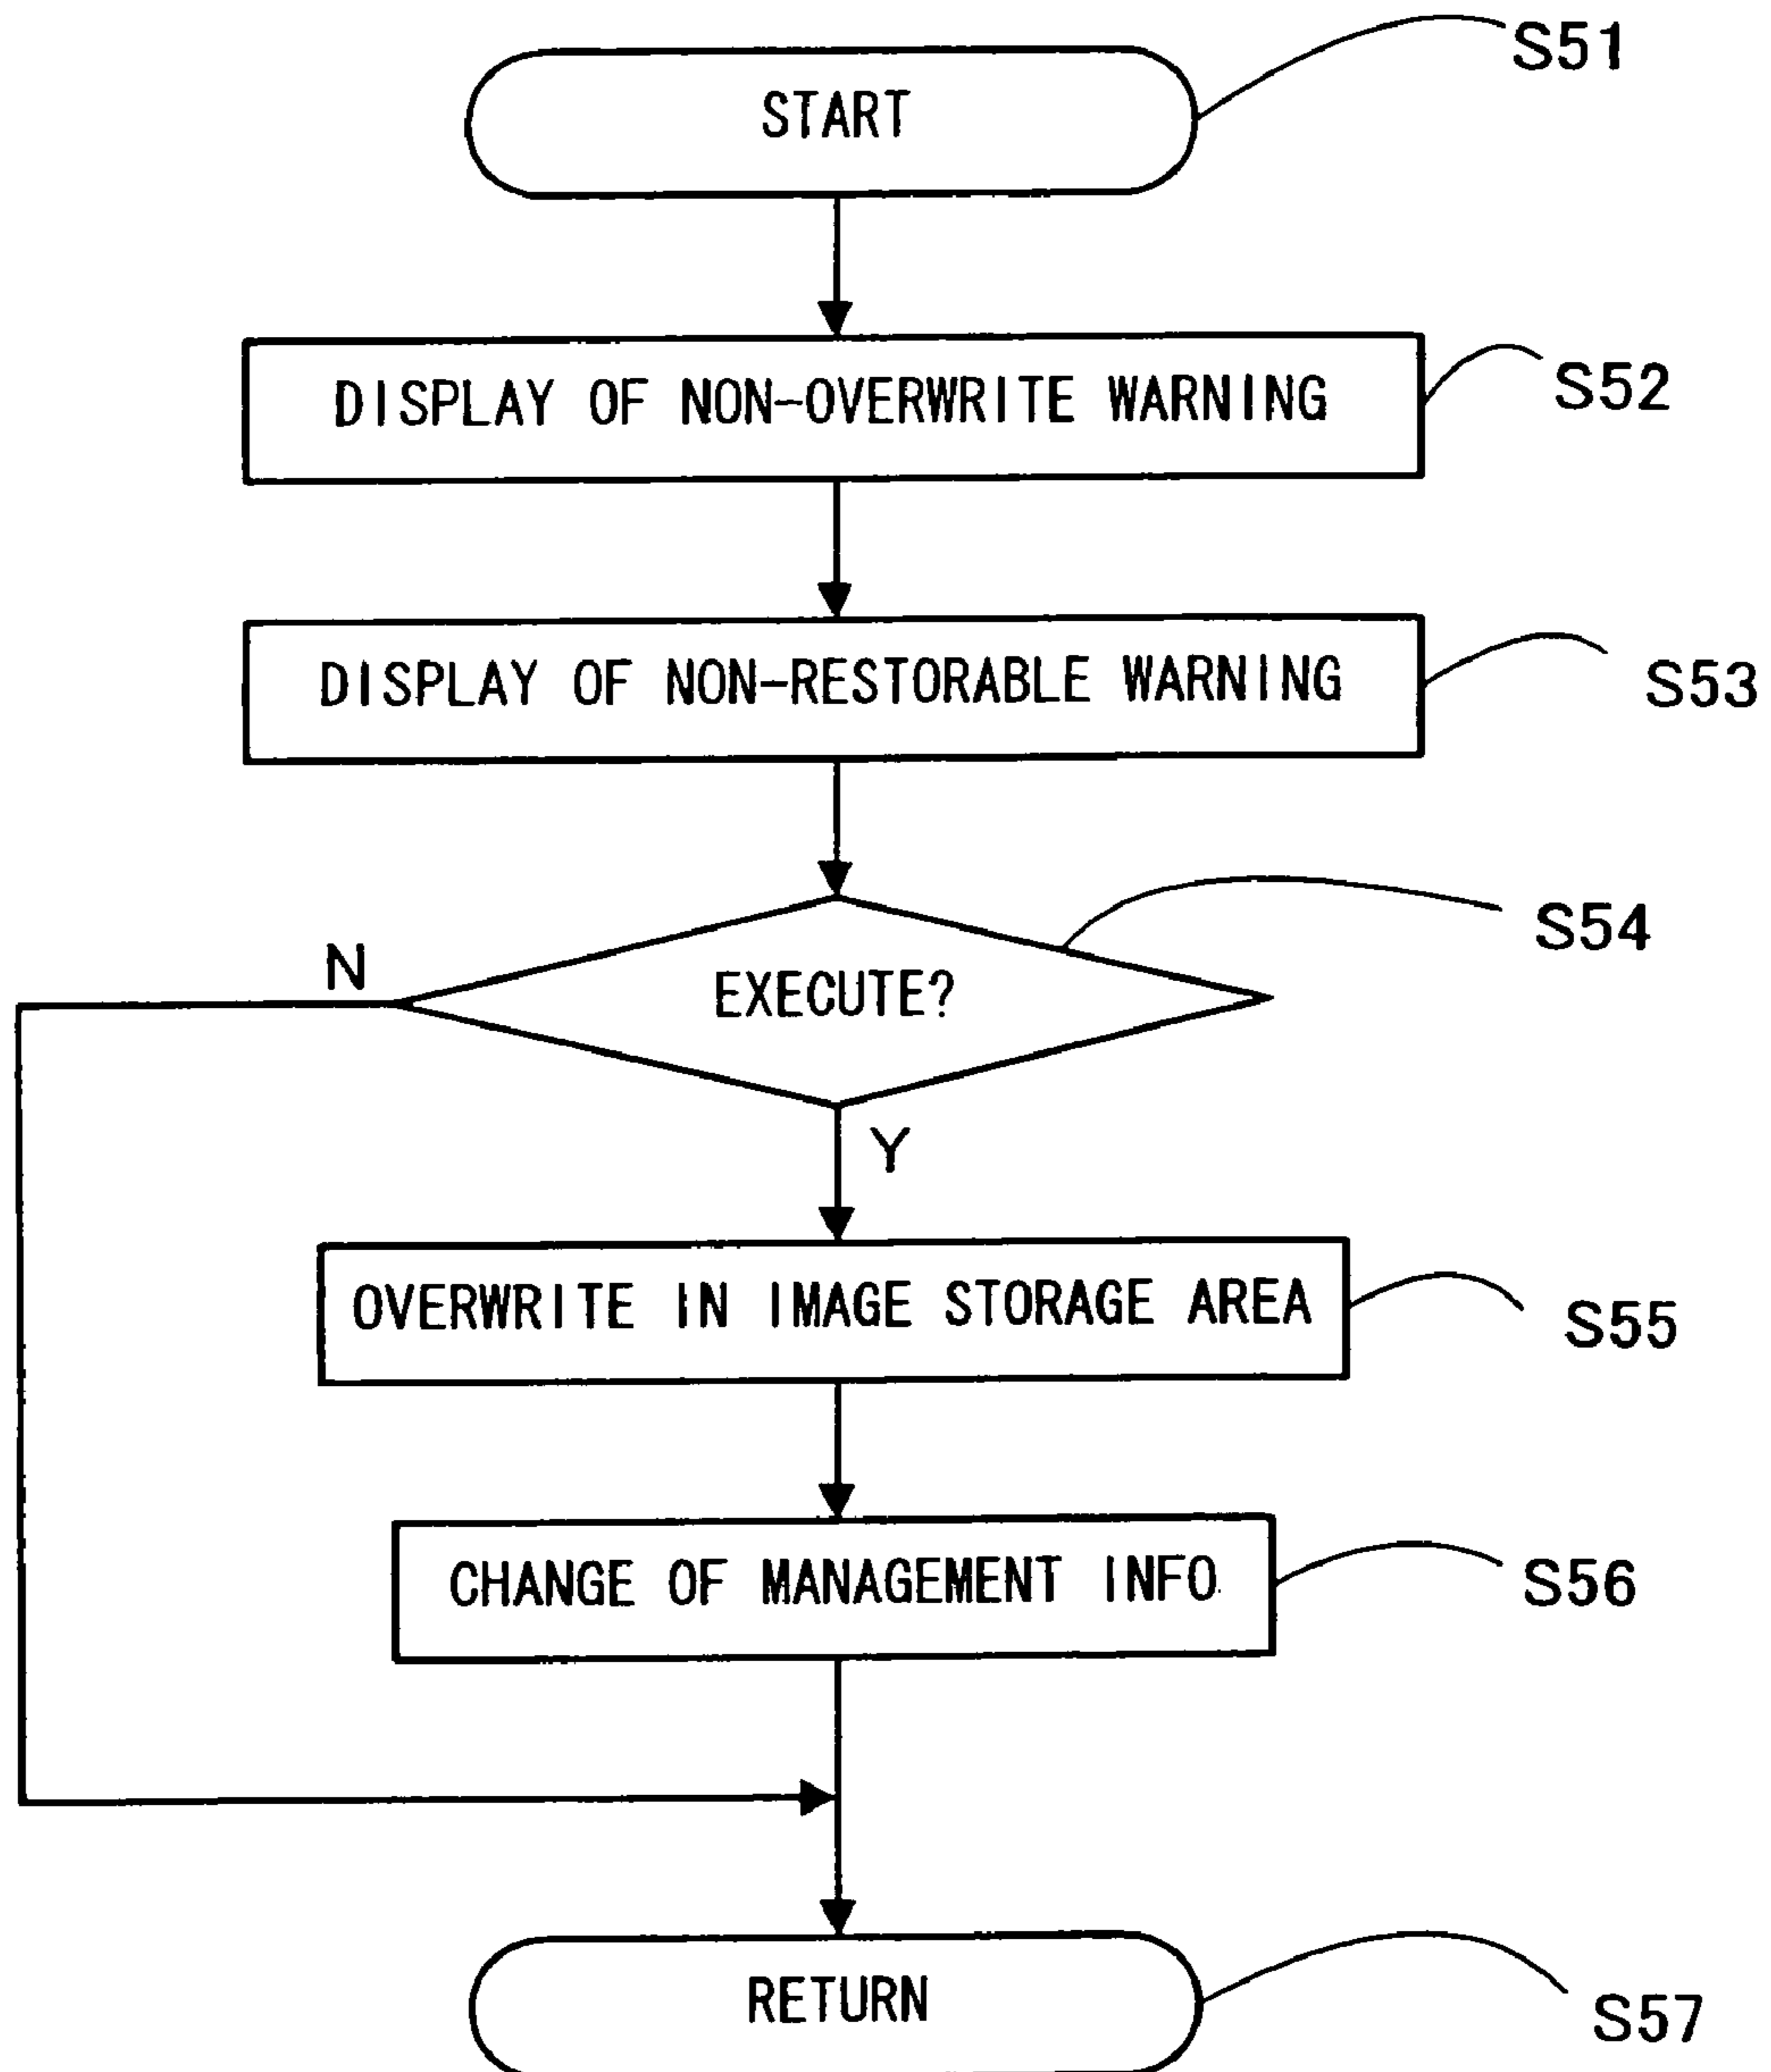 START
S51
DISPLAY OF NON-OVERWRITE WARNING
S52
DISPLAY OF NON-RESTORABLE WARNING
S53
EXECUTE?
S54
N
Y
OVERWRITE IN IMAGE STORAGE AREA
S55
CHANGE OF MANAGEMENT INFO.
S56
RETURN
S57